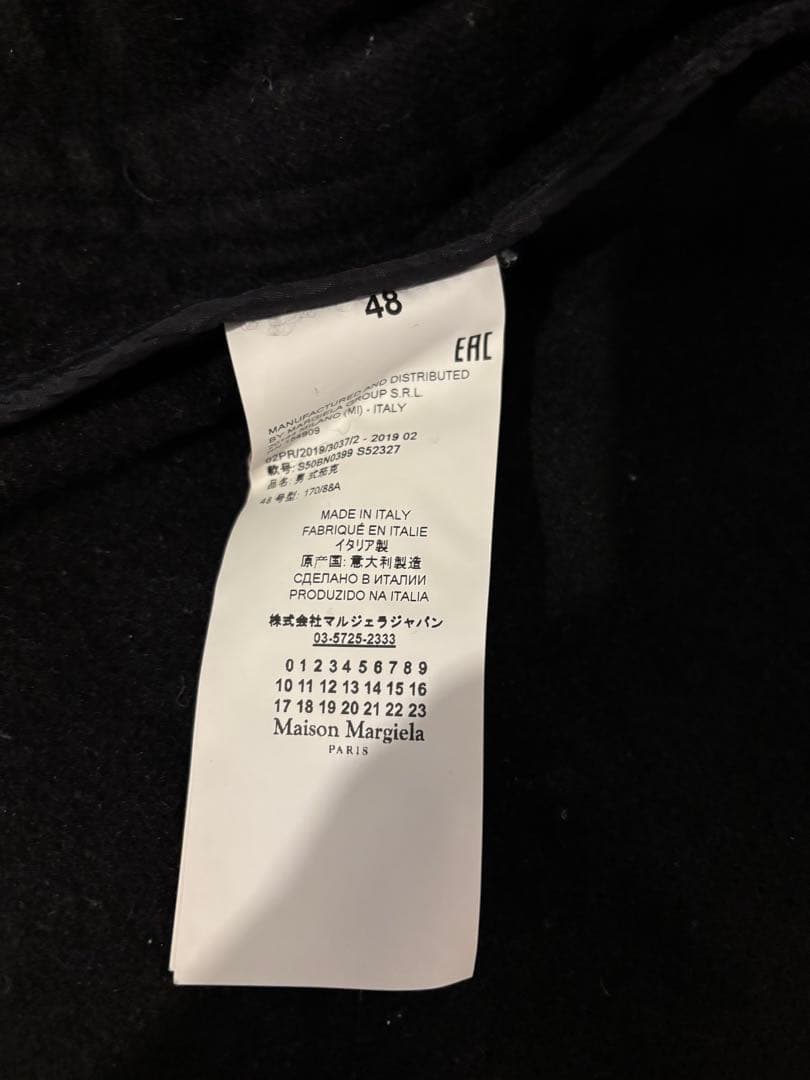 48
EAC
MANUFACTURED AND DISTRIBUTED
BY MARGIELA GROUP S.R.L.
MILANO (MI) - ITALY
02PR/2019/3037/2 - 2019 02
款号: S50BN0399 S52327
品名: 男式茄克
48 号型: 170/88A
MADE IN ITALY
FABRIQUÉ EN ITALIE
イタリア製
原产国: 意大利製造
СДЕЛАНО В ИТАЛИИ
PRODUZIDO NA ITALIA
株式会社マルジェラジャパン
03-5725-2333
0 1 2 3 4 5 6 7 8 9
10 11 12 13 14 15 16
17 18 19 20 21 22 23
Maison Margiela
PARIS